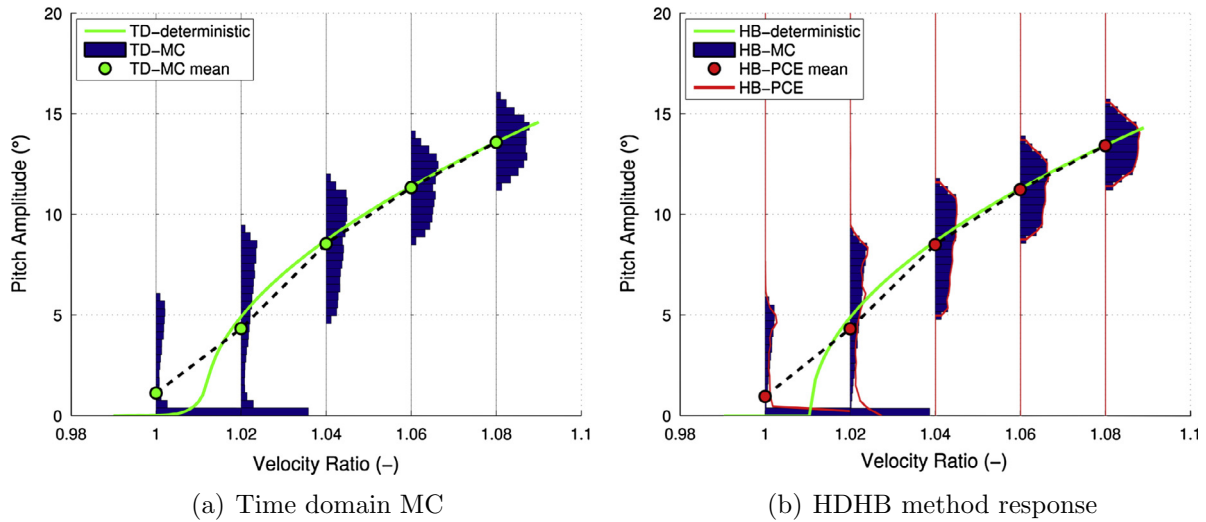 20
15
10
5
0
Pitch Amplitude (°)
TD-deterministic
TD-MC
TD-MC mean
0.98
1
1.02
1.04
1.06
1.08
1.1
Velocity Ratio (-)
(a) Time domain MC
20
15
10
5
0
Pitch Amplitude (°)
HB-deterministic
HB-MC
HB-PCE mean
HB-PCE
0.98
1
1.02
1.04
1.06
1.08
1.1
Velocity Ratio (-)
(b) HDHB method response